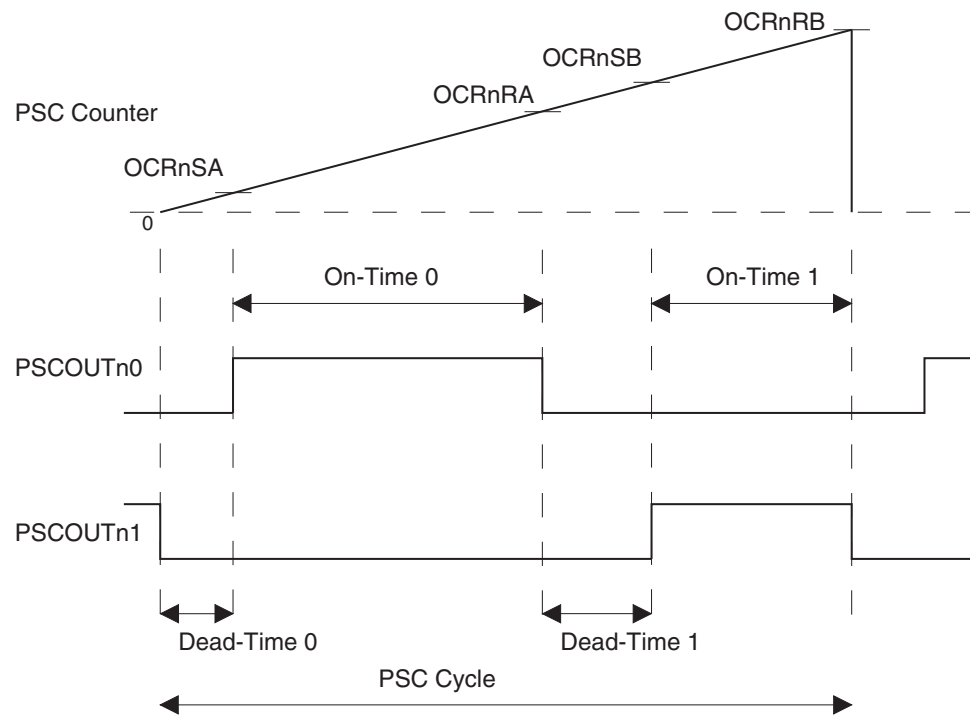 OCRnRB
OCRnSB
OCRnRA
PSC Counter
OCRnSA
0
On-Time 0
On-Time 1
PSCOUTn0
PSCOUTn1
Dead-Time 0
Dead-Time 1
PSC Cycle